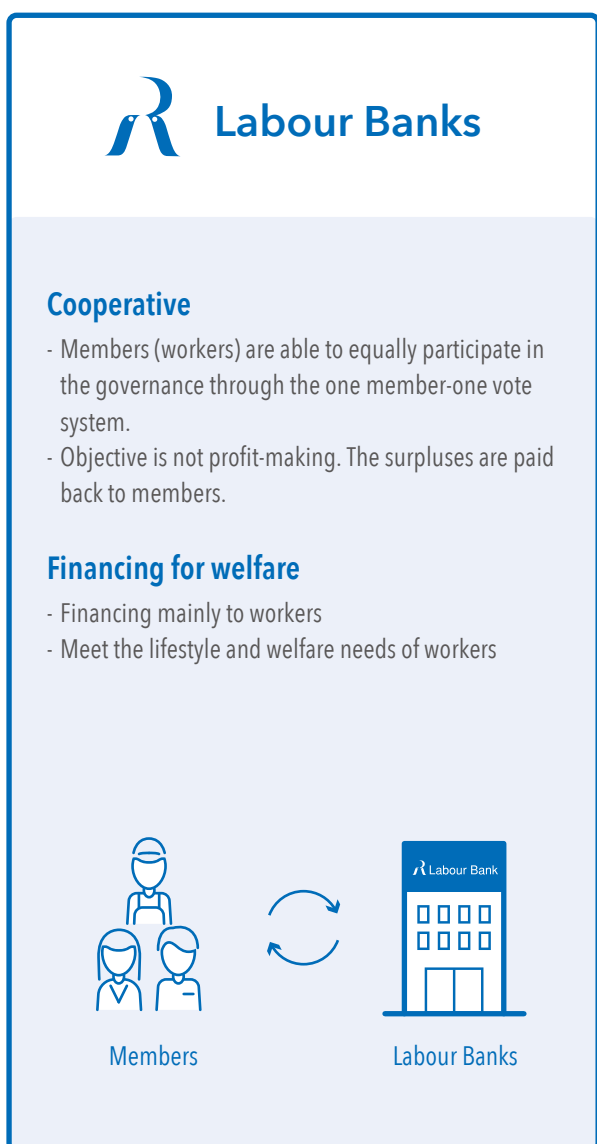 Labour Banks
Cooperative
- Members (workers) are able to equally participate in
the governance through the one member-one vote
system.
- Objective is not profit-making. The surpluses are paid
back to members.
Financing for welfare
- Financing mainly to workers
- Meet the lifestyle and welfare needs of workers
Labour Bank
Members
Labour Banks